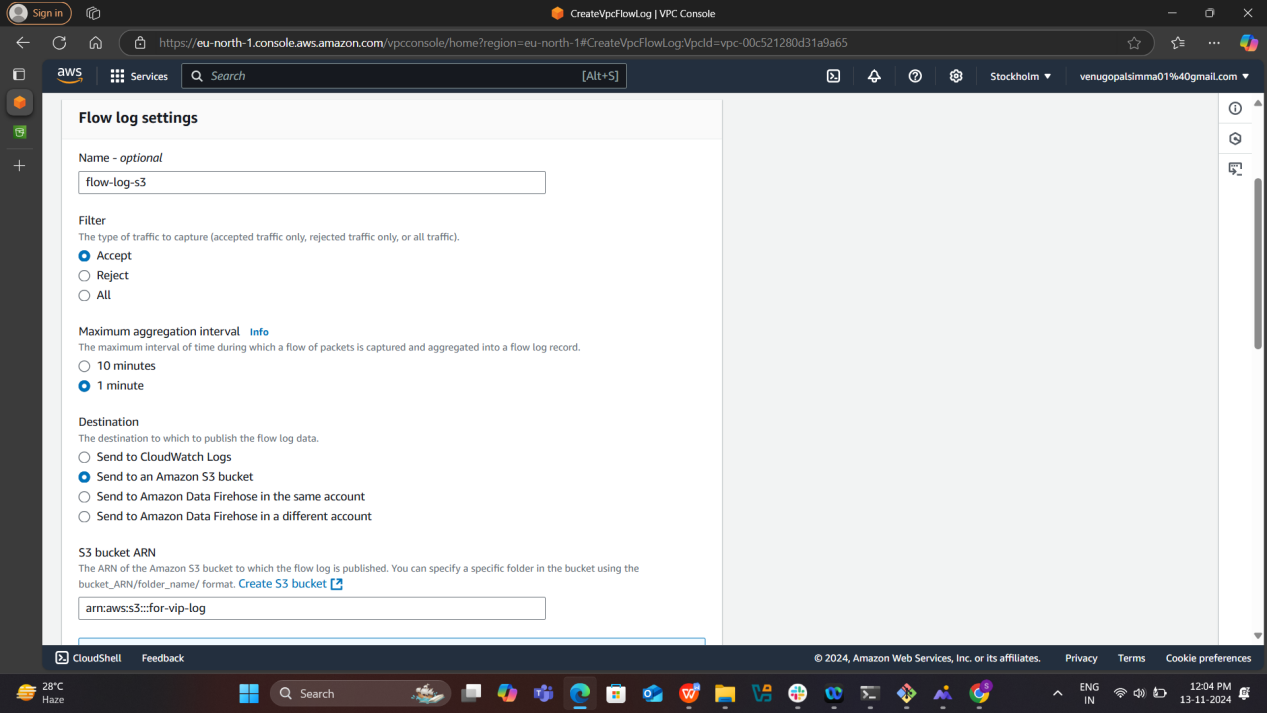 Sign in
CreateVpcFlowLog | VPC Console
https://eu-north-1.console.aws.amazon.com/vpcconsole/home?region=eu-north-1#CreateVpcFlowLog:VpcId=vpc-00c521280d31a9a65
aws
Services
Search
[Alt+S]
Stockholm
venugopalsimma01%40gmail.com
Flow log settings
Name - optional
flow-log-s3
Filter
The type of traffic to capture (accepted traffic only, rejected traffic only, or all traffic).
Accept
Reject
All
Maximum aggregation interval Info
The maximum interval of time during which a flow of packets is captured and aggregated into a flow log record.
10 minutes
1 minute
Destination
The destination to which to publish the flow log data.
Send to CloudWatch Logs
Send to an Amazon S3 bucket
Send to Amazon Data Firehose in the same account
Send to Amazon Data Firehose in a different account
S3 bucket ARN
The ARN of the Amazon S3 bucket to which the flow log is published. You can specify a specific folder in the bucket using the
bucket_ARN/folder_name/ format. Create S3 bucket
arn:aws:s3:::for-vip-log
CloudShell
Feedback
© 2024, Amazon Web Services, Inc. or its affiliates.
Privacy
Terms
Cookie preferences
28°C
Haze
Search
ENG
IN
12:04 PM
13-11-2024